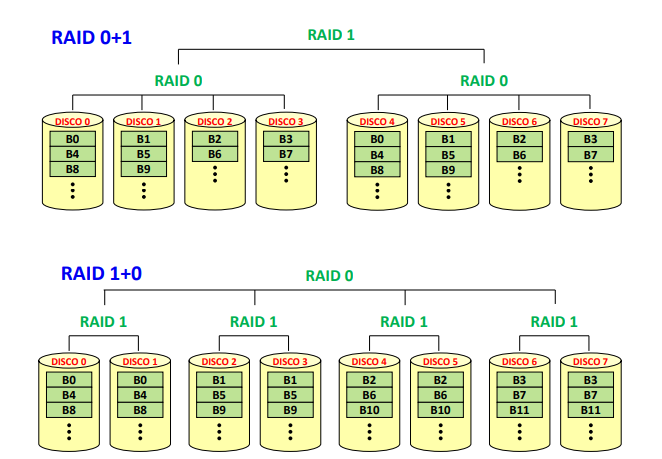 RAID 0+1
RAID 1
RAID 0 RAID 0
DISCO 0 DISCO 1 DISCO 2 DISCO 3 DISCO 4 DISCO 5 DISCO 6 DISCO 7
B0 B1 B2 B3 B0 B1 B2 B3
B4 B5 B6 B7 B4 B5 B6 B7
B8 B9 B8 B9
RAID 1+0
RAID 0
RAID 1 RAID 1 RAID 1 RAID 1
DISCO 0 DISCO 1 DISCO 2 DISCO 3 DISCO 4 DISCO 5 DISCO 6 DISCO 7
B0 B0 B1 B1 B2 B2 B3 B3
B4 B4 B5 B5 B6 B6 B7 B7
B8 B8 B9 B9 B10 B10 B11 B11